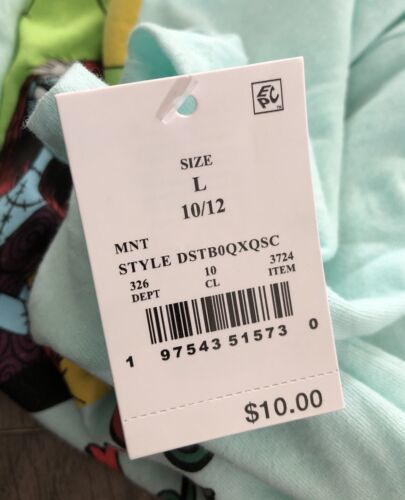 EPC
SIZE
L
10/12
MNT
STYLE DSTB0QXQSC
326 10 3724
DEPT CL ITEM
1 97543 51573 0
$10.00